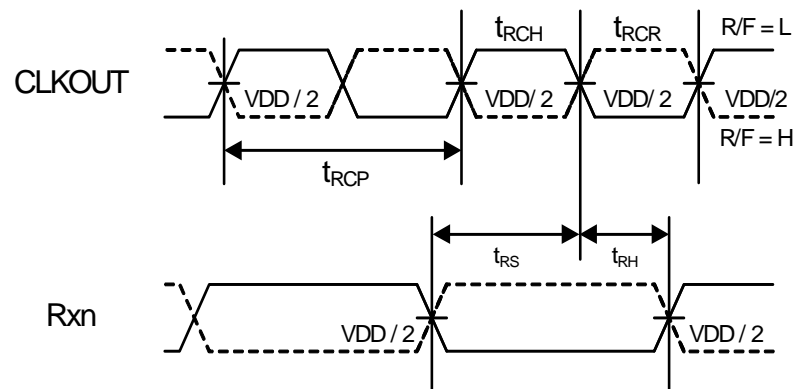 tRCH tRCR R/F = L
CLKOUT
VDD / 2 VDD/ 2 VDD/ 2 VDD/2
R/F = H
tRCP
tRS tRH
Rxn
VDD / 2 VDD / 2